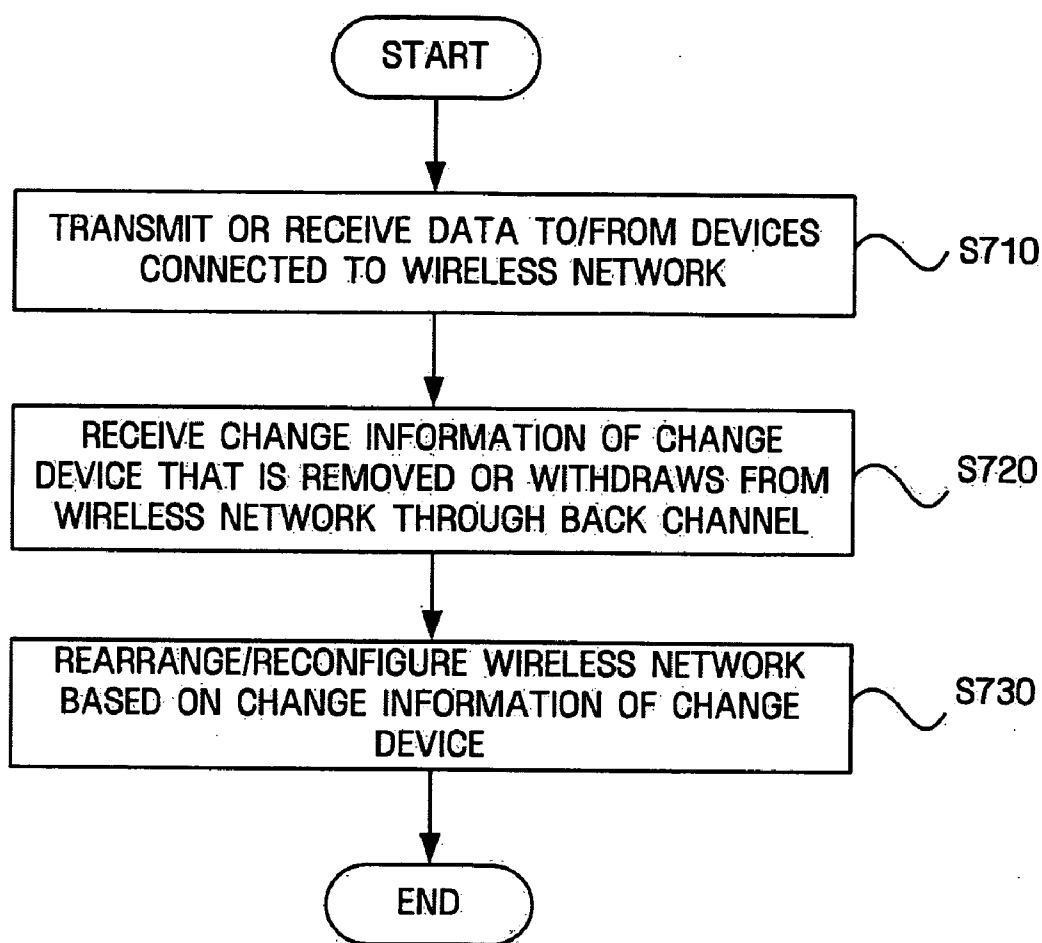 START
TRANSMIT OR RECEIVE DATA TO/FROM DEVICES
CONNECTED TO WIRELESS NETWORK
S710
RECEIVE CHANGE INFORMATION OF CHANGE
DEVICE THAT IS REMOVED OR WITHDRAWS FROM
WIRELESS NETWORK THROUGH BACK CHANNEL
S720
REARRANGE/RECONFIGURE WIRELESS NETWORK
BASED ON CHANGE INFORMATION OF CHANGE
DEVICE
S730
END